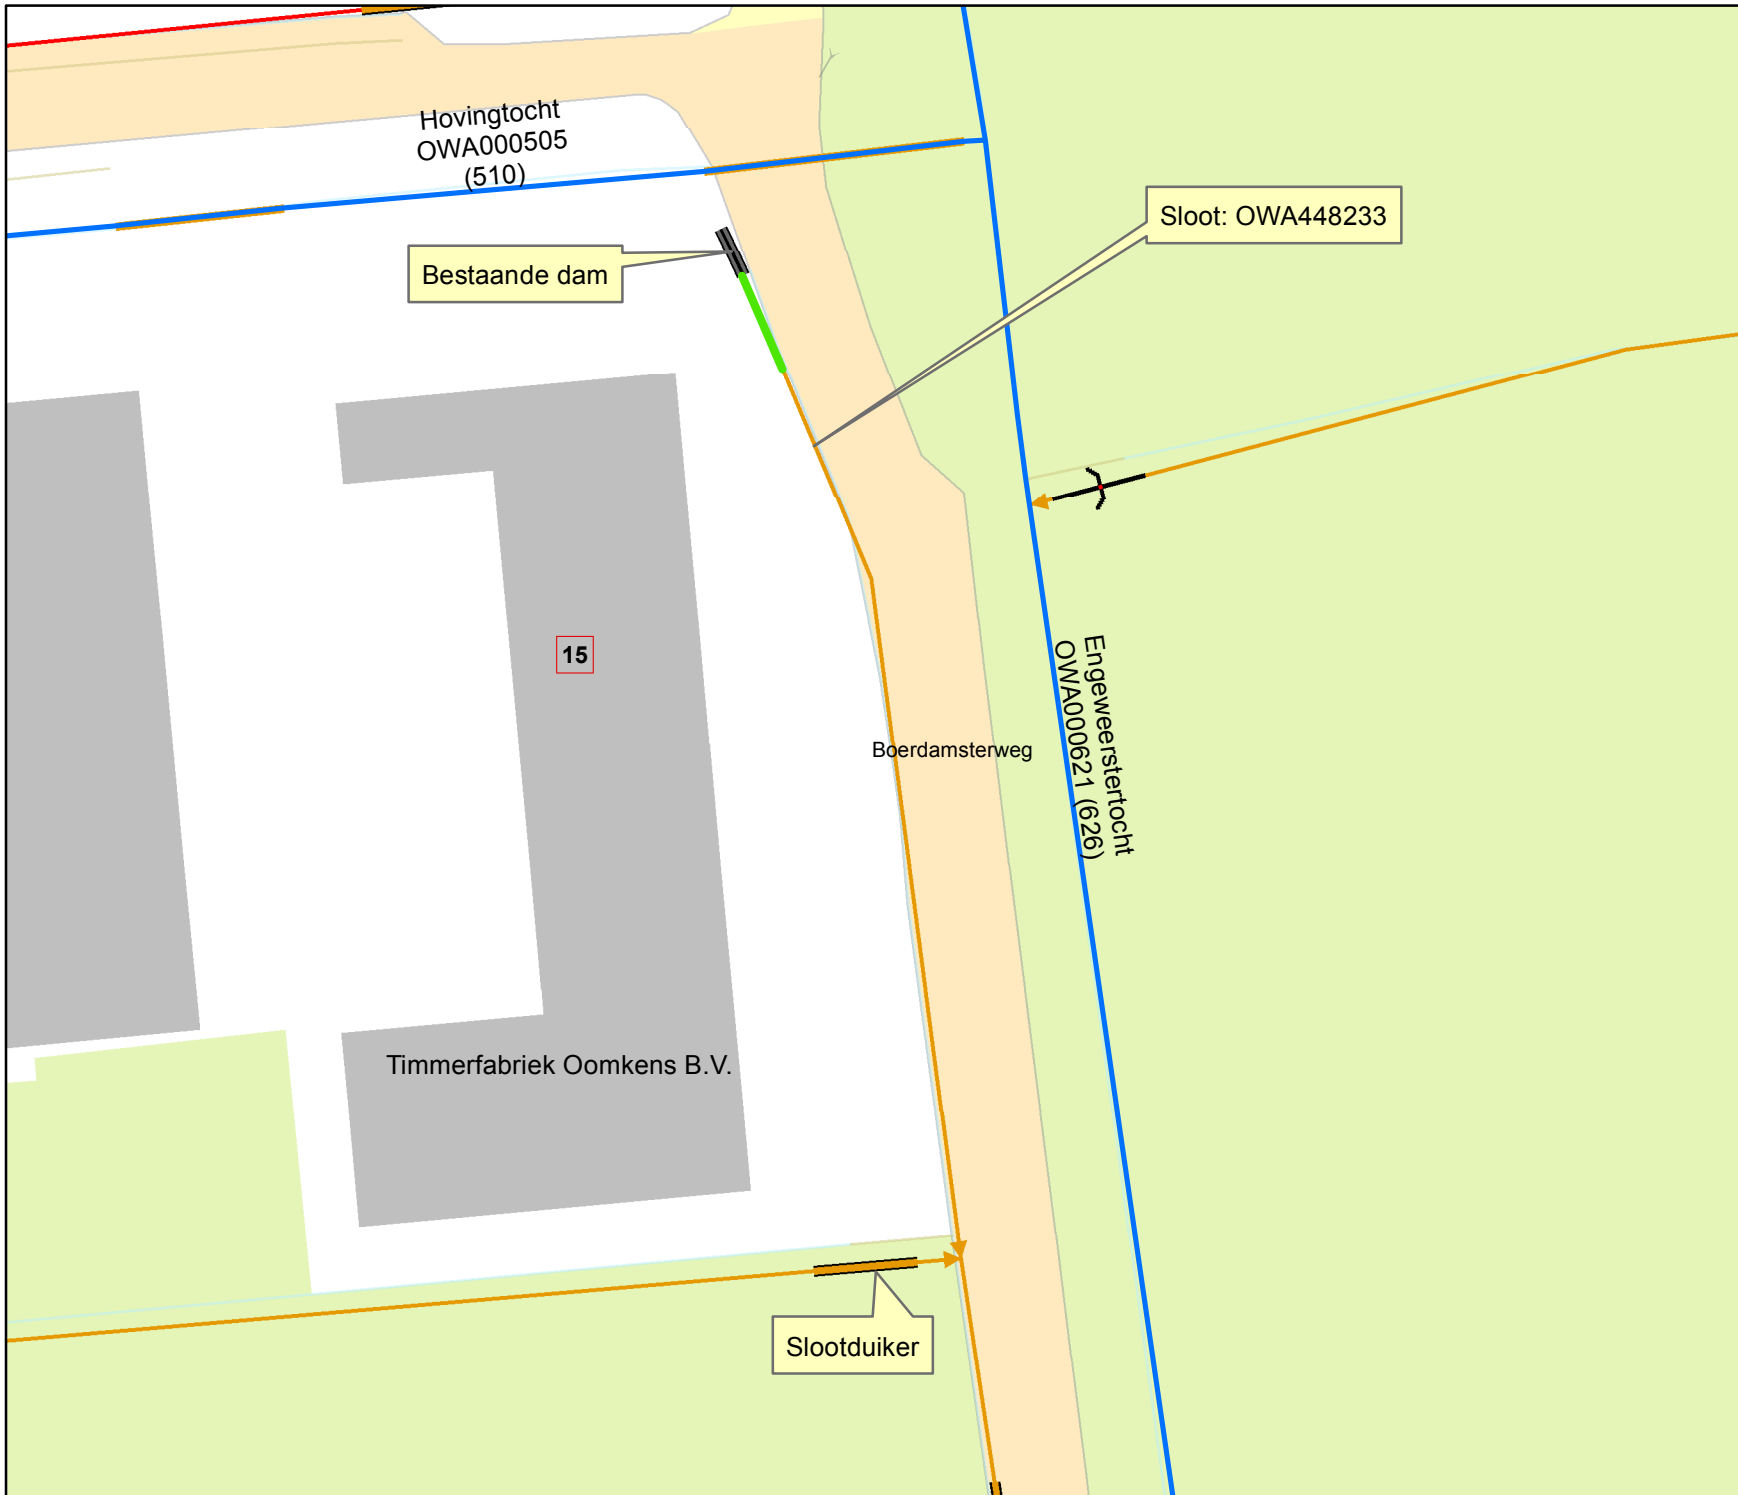 Hovingtocht
OWA000505
(510)
Sloot: OWA448233
Bestaande dam
15
Boerdamsterweg
Engeweerstertocht
OWA000621 (626)
Timmerfabriek Oomkens B.V.
Slootduiker